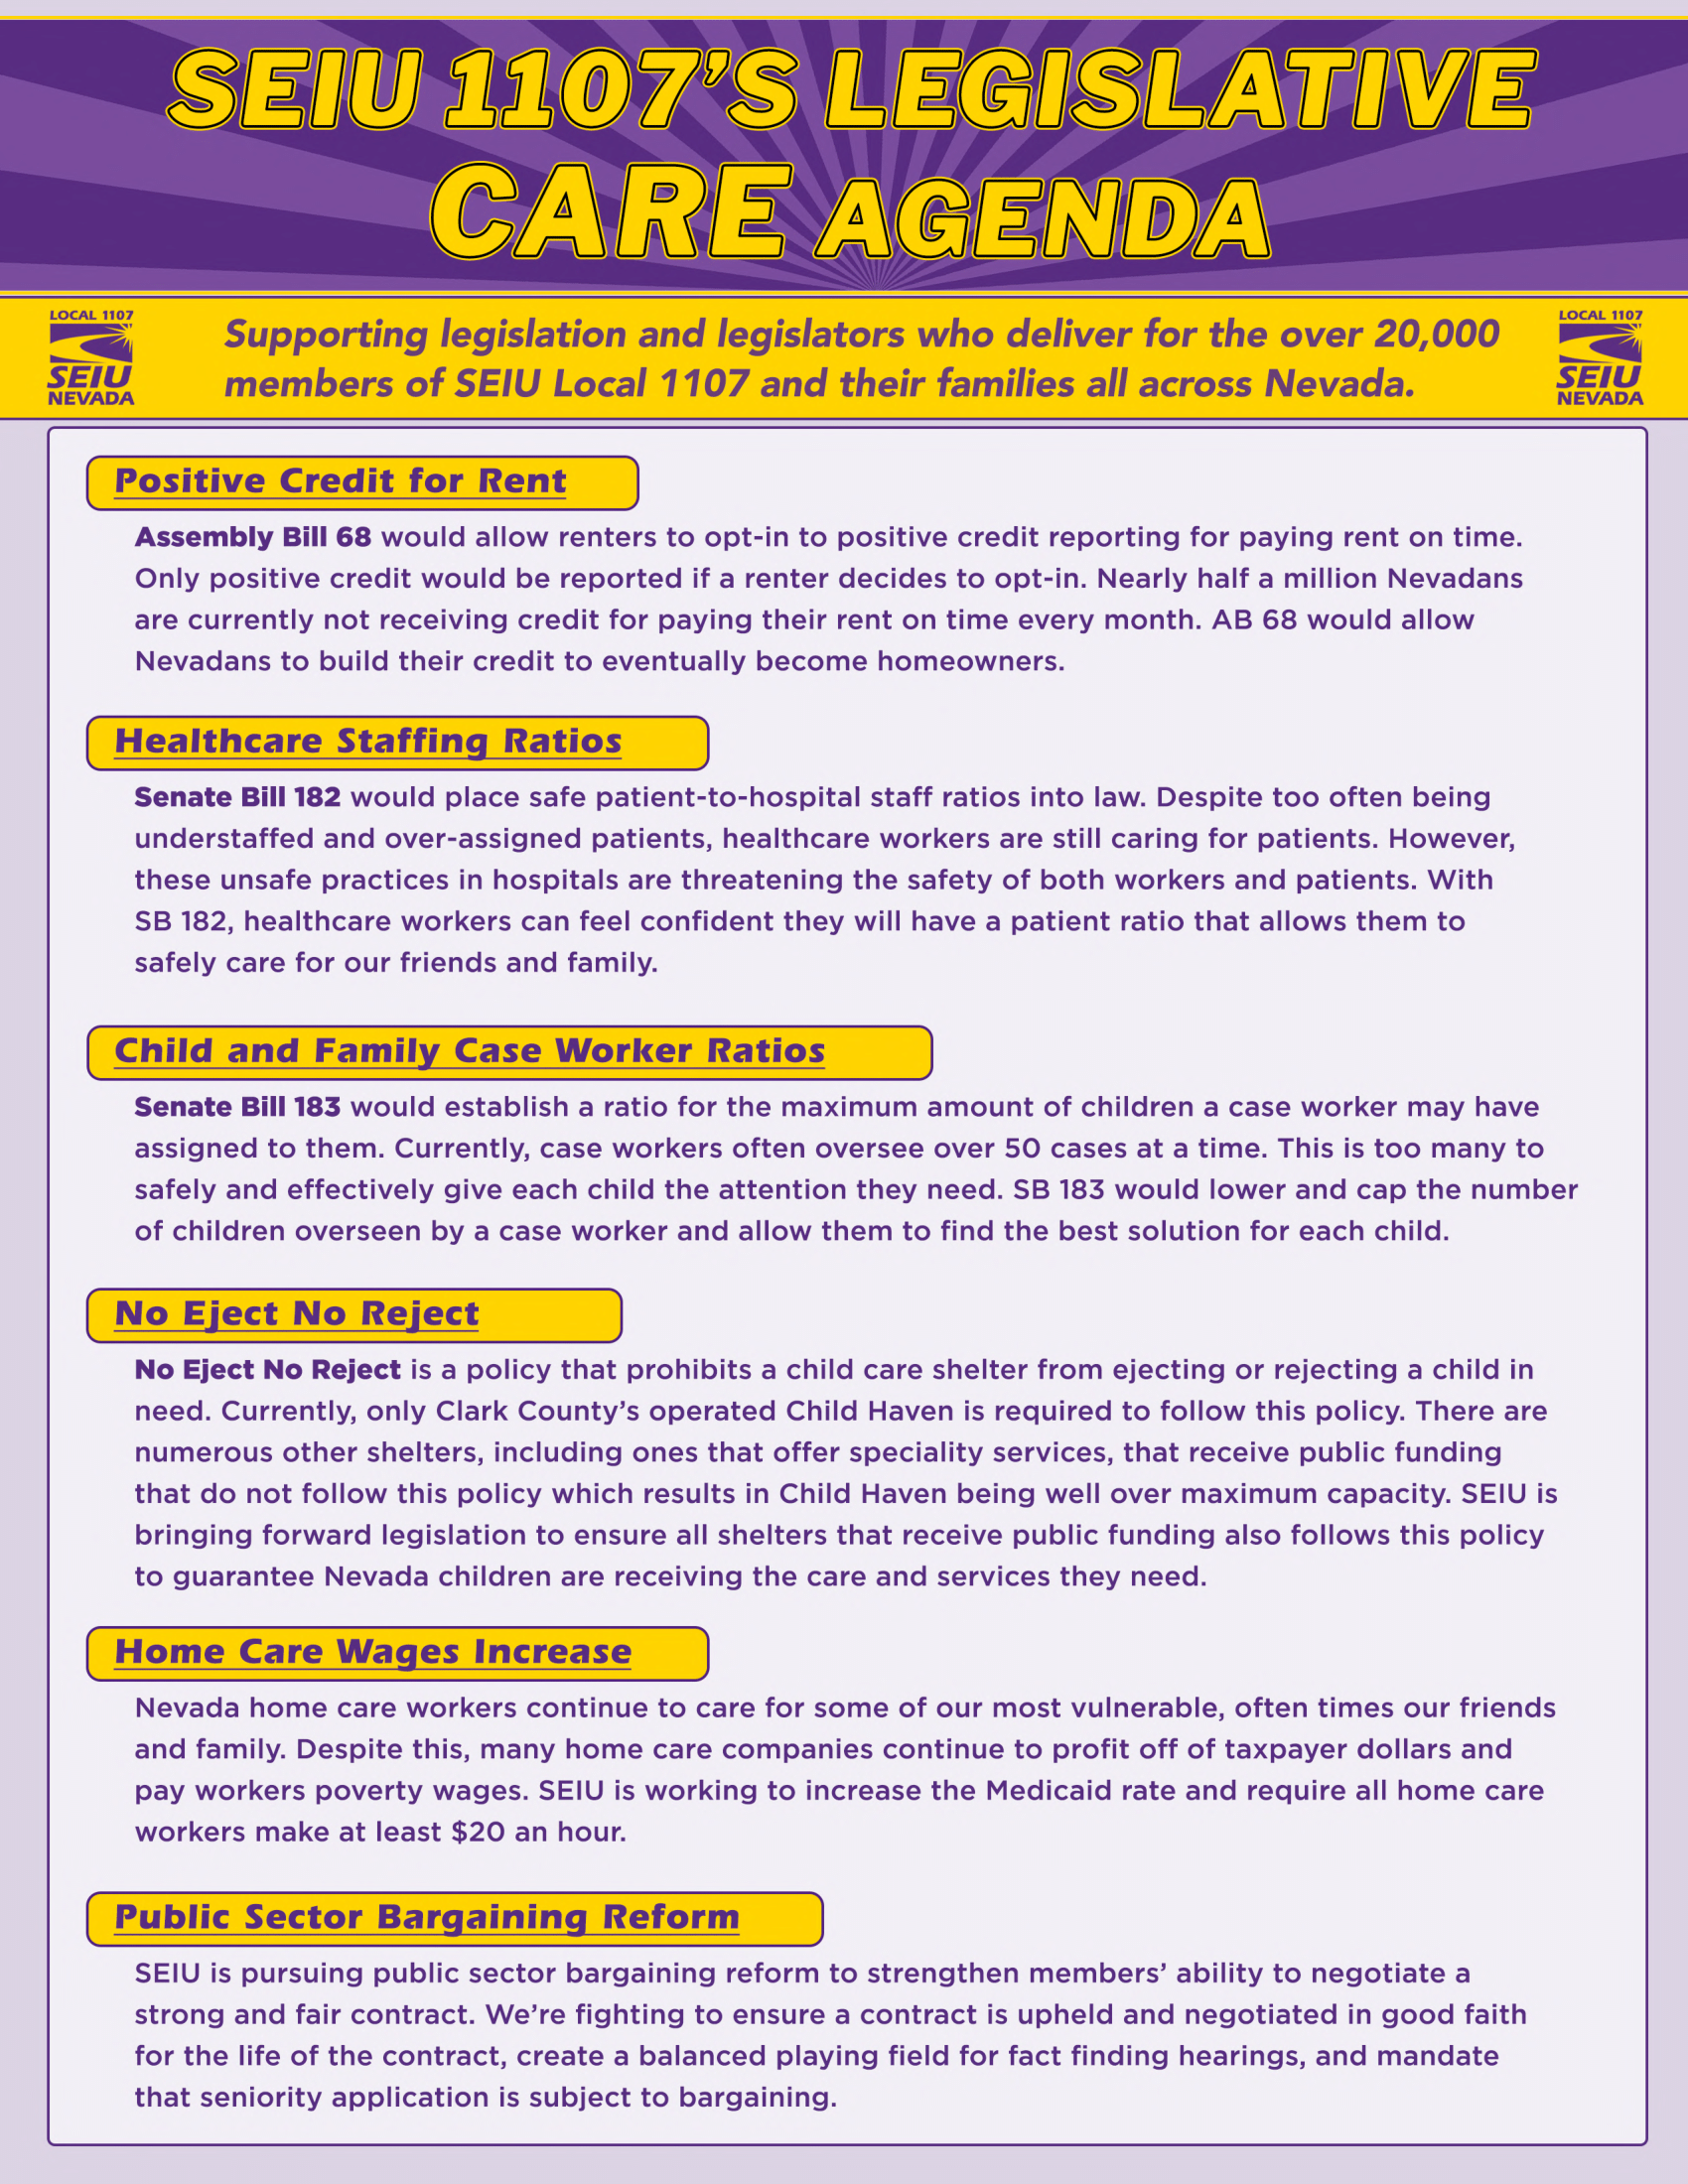 SEIU 1107'S LEGISLATIVE
CARE AGENDA
LOCAL 1107
SEIU
NEVADA
Supporting legislation and legislators who deliver for the over 20,000
members of SEIU Local 1107 and their families all across Nevada.
LOCAL 1107
SEIU
NEVADA
Positive Credit for Rent
Assembly Bill 68 would allow renters to opt-in to positive credit reporting for paying rent on time.
Only positive credit would be reported if a renter decides to opt-in. Nearly half a million Nevadans
are currently not receiving credit for paying their rent on time every month. AB 68 would allow
Nevadans to build their credit to eventually become homeowners.
Healthcare Staffing Ratios
Senate Bill 182 would place safe patient-to-hospital staff ratios into law. Despite too often being
understaffed and over-assigned patients, healthcare workers are still caring for patients. However,
these unsafe practices in hospitals are threatening the safety of both workers and patients. With
SB 182, healthcare workers can feel confident they will have a patient ratio that allows them to
safely care for our friends and family.
Child and Family Case Worker Ratios
Senate Bill 183 would establish a ratio for the maximum amount of children a case worker may have
assigned to them. Currently, case workers often oversee over 50 cases at a time. This is too many to
safely and effectively give each child the attention they need. SB 183 would lower and cap the number
of children overseen by a case worker and allow them to find the best solution for each child.
No Eject No Reject
No Eject No Reject is a policy that prohibits a child care shelter from ejecting or rejecting a child in
need. Currently, only Clark County's operated Child Haven is required to follow this policy. There are
numerous other shelters, including ones that offer speciality services, that receive public funding
that do not follow this policy which results in Child Haven being well over maximum capacity. SEIU is
bringing forward legislation to ensure all shelters that receive public funding also follows this policy
to guarantee Nevada children are receiving the care and services they need.
Home Care Wages Increase
Nevada home care workers continue to care for some of our most vulnerable, often times our friends
and family. Despite this, many home care companies continue to profit off of taxpayer dollars and
pay workers poverty wages. SEIU is working to increase the Medicaid rate and require all home care
workers make at least $20 an hour.
Public Sector Bargaining Reform
SEIU is pursuing public sector bargaining reform to strengthen members' ability to negotiate a
strong and fair contract. We're fighting to ensure a contract is upheld and negotiated in good faith
for the life of the contract, create a balanced playing field for fact finding hearings, and mandate
that seniority application is subject to bargaining.